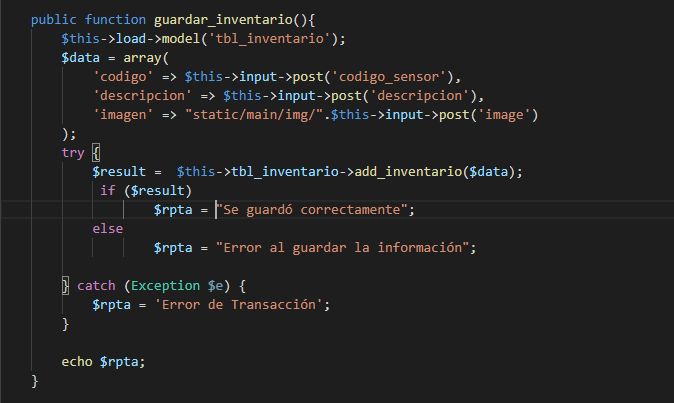 public function guardar_inventario(){
$this->load->model('tbl_inventario');
$data = array(
'codigo' => $this->input->post('codigo_sensor'),
'descripcion' => $this->input->post('descripcion'),
'imagen' => "static/main/img/".$this->input->post('image')
);
try {
$result =  $this->tbl_inventario->add_inventario($data);
if ($result)
$rpta = "Se guardó correctamente";
else
$rpta = "Error al guardar la información";
} catch (Exception $e) {
$rpta = 'Error de Transacción';
}
echo $rpta;
}